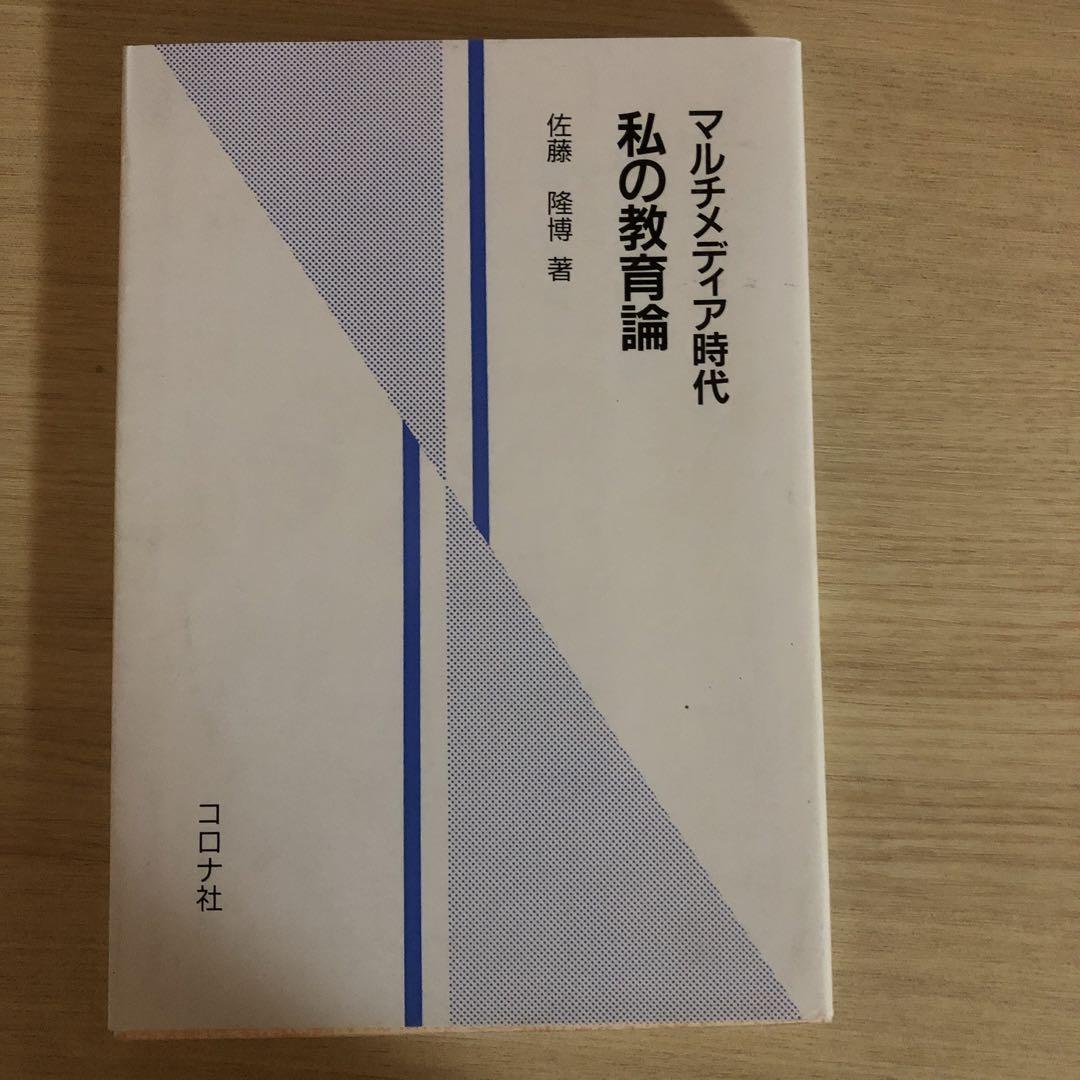 マルチメディア時代
私の教育論
佐藤 隆博 著
コロナ社